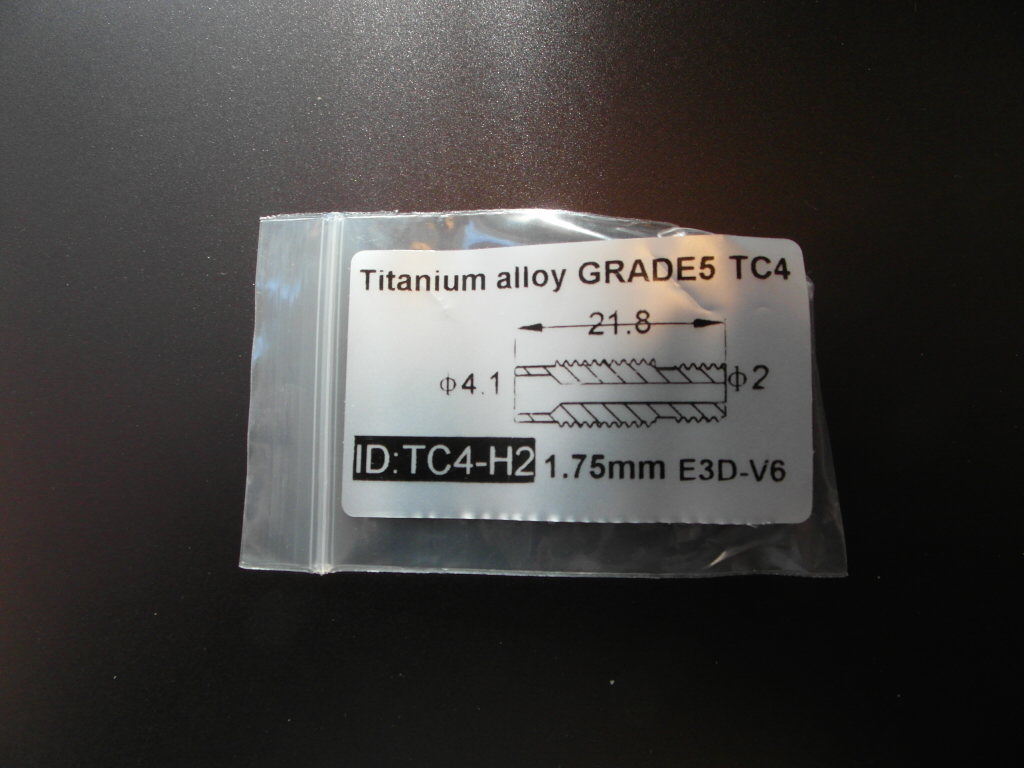 Titanium alloy GRADE5 TC4
21.8
φ4.1 φ2
ID:TC4-H2 1.75mm E3D-V6